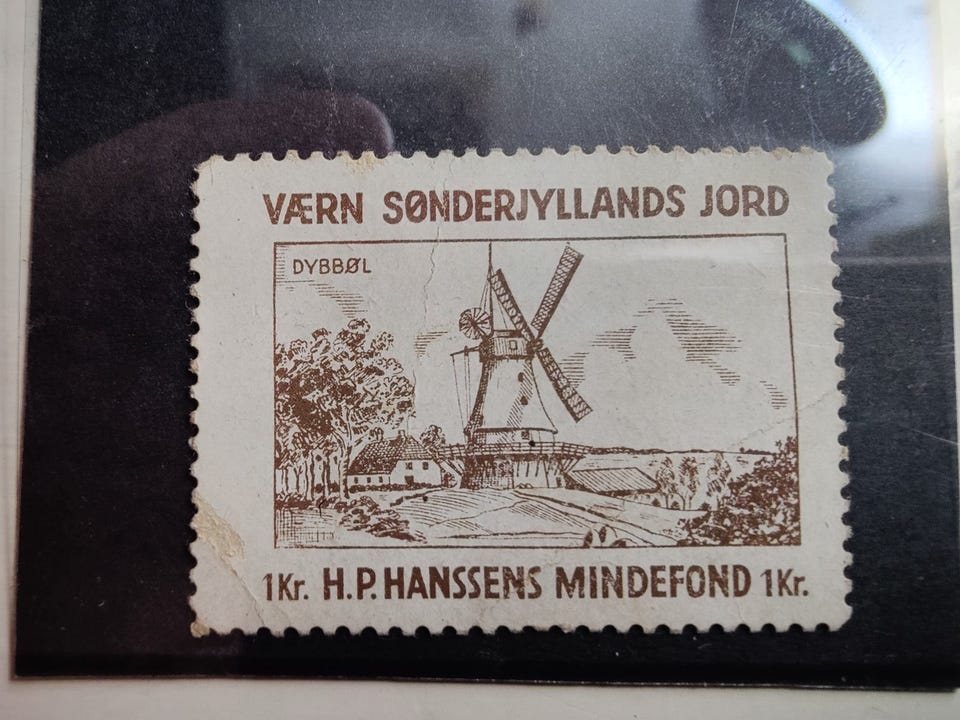 VÆRN SØNDERJYLLANDS JORD
DYBBØL
1Kr. H.P. HANSSENS MINDEFOND 1Kr.